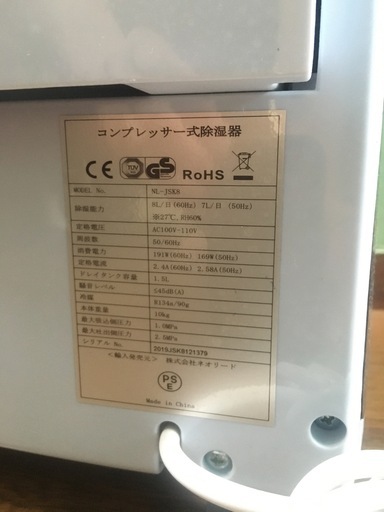 コンプレッサー式除湿器
CE TÜV GS RoHS
MODEL No. NL-JSK8
除湿能力 8L/日(60Hz) 7L/日 (50Hz)
※27℃,RH60%
定格電圧 AC100V-110V
周波数 50/60Hz
消費電力 191W(60Hz) 169W(50Hz)
定格電流 2.4A(60Hz) 2.58A(50Hz)
ドレイタンク容量 1.5L
騒音レベル ≤45dB(A)
冷媒 R134a/90g
本体重量 10kg
最大吸込側圧力 1.0MPa
最大吐出側圧力 2.5MPa
シリアル No. 2019JSK8121379
＜輸入発売元＞ 株式会社ネオリード
PS
E
Made in China